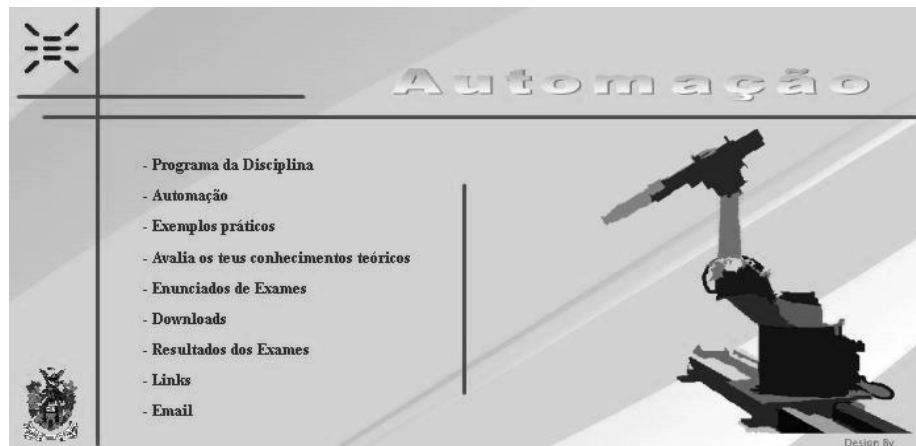 Automação
- Programa da Disciplina
- Automação
- Exemplos práticos
- Avalia os teus conhecimentos teóricos
- Enunciados de Exames
- Downloads
- Resultados dos Exames
- Links
- Email
Design By